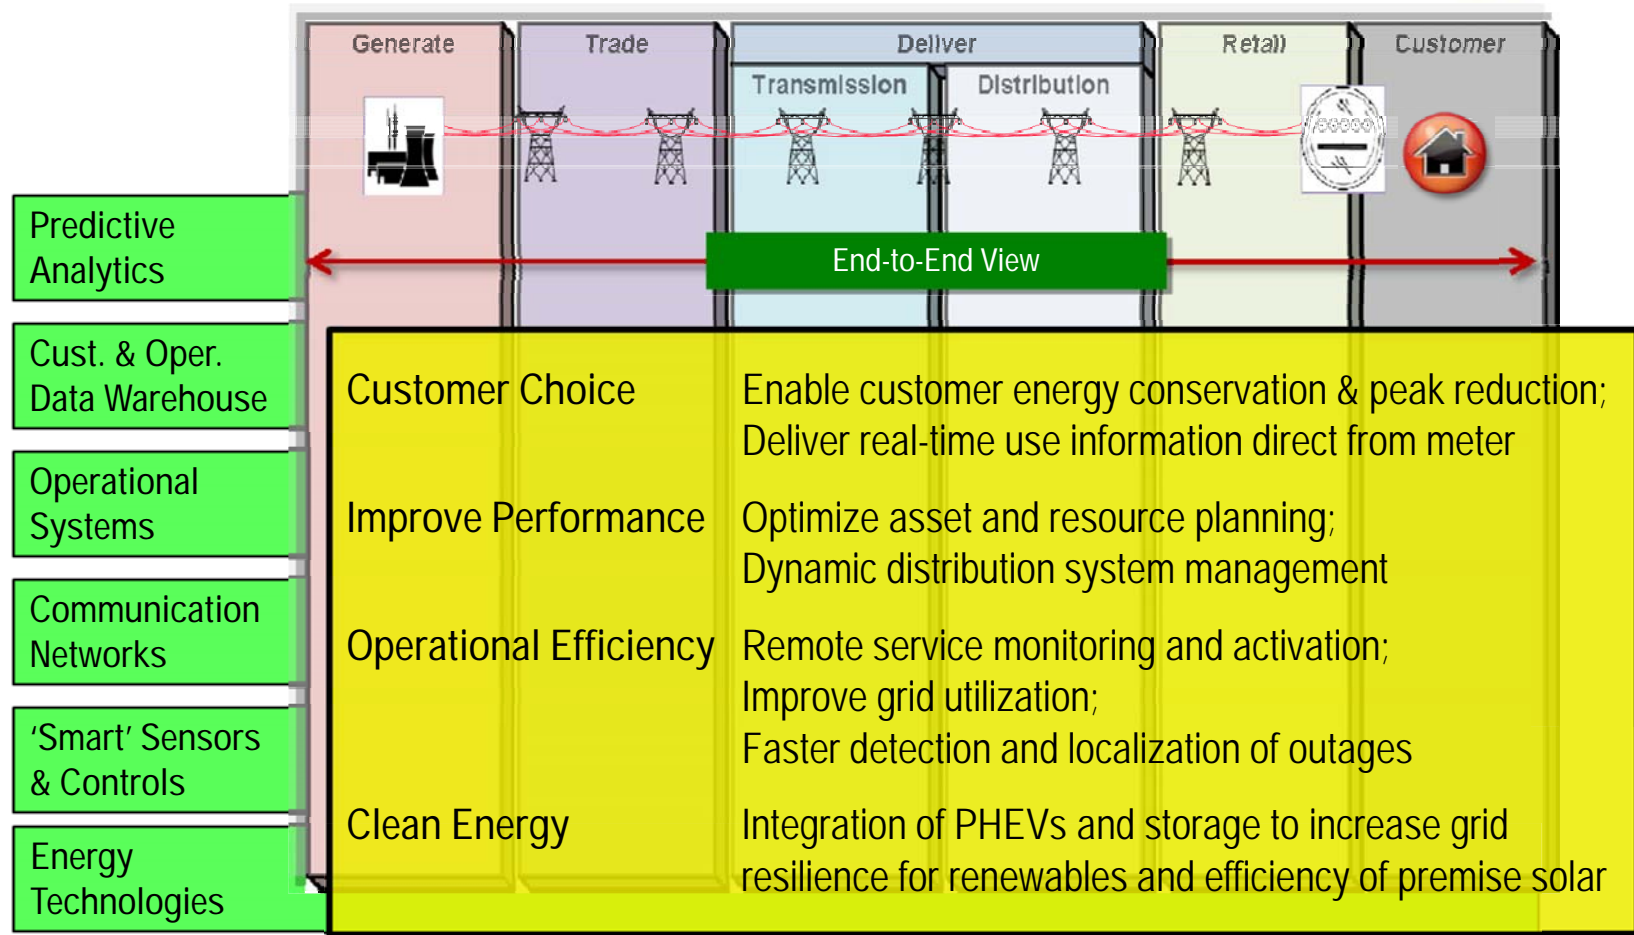 Generate
Trade
Deliver
Retail
Customer
Transmission
Distribution
Predictive
Analytics
End-to-End View
Cust. & Oper.
Data Warehouse
Operational
Systems
Communication
Networks
‘Smart’ Sensors
& Controls
Energy
Technologies
Customer Choice
Enable customer energy conservation & peak reduction;
Deliver real-time use information direct from meter
Improve Performance
Optimize asset and resource planning;
Dynamic distribution system management
Operational Efficiency
Remote service monitoring and activation;
Improve grid utilization;
Faster detection and localization of outages
Clean Energy
Integration of PHEVs and storage to increase grid
resilience for renewables and efficiency of premise solar